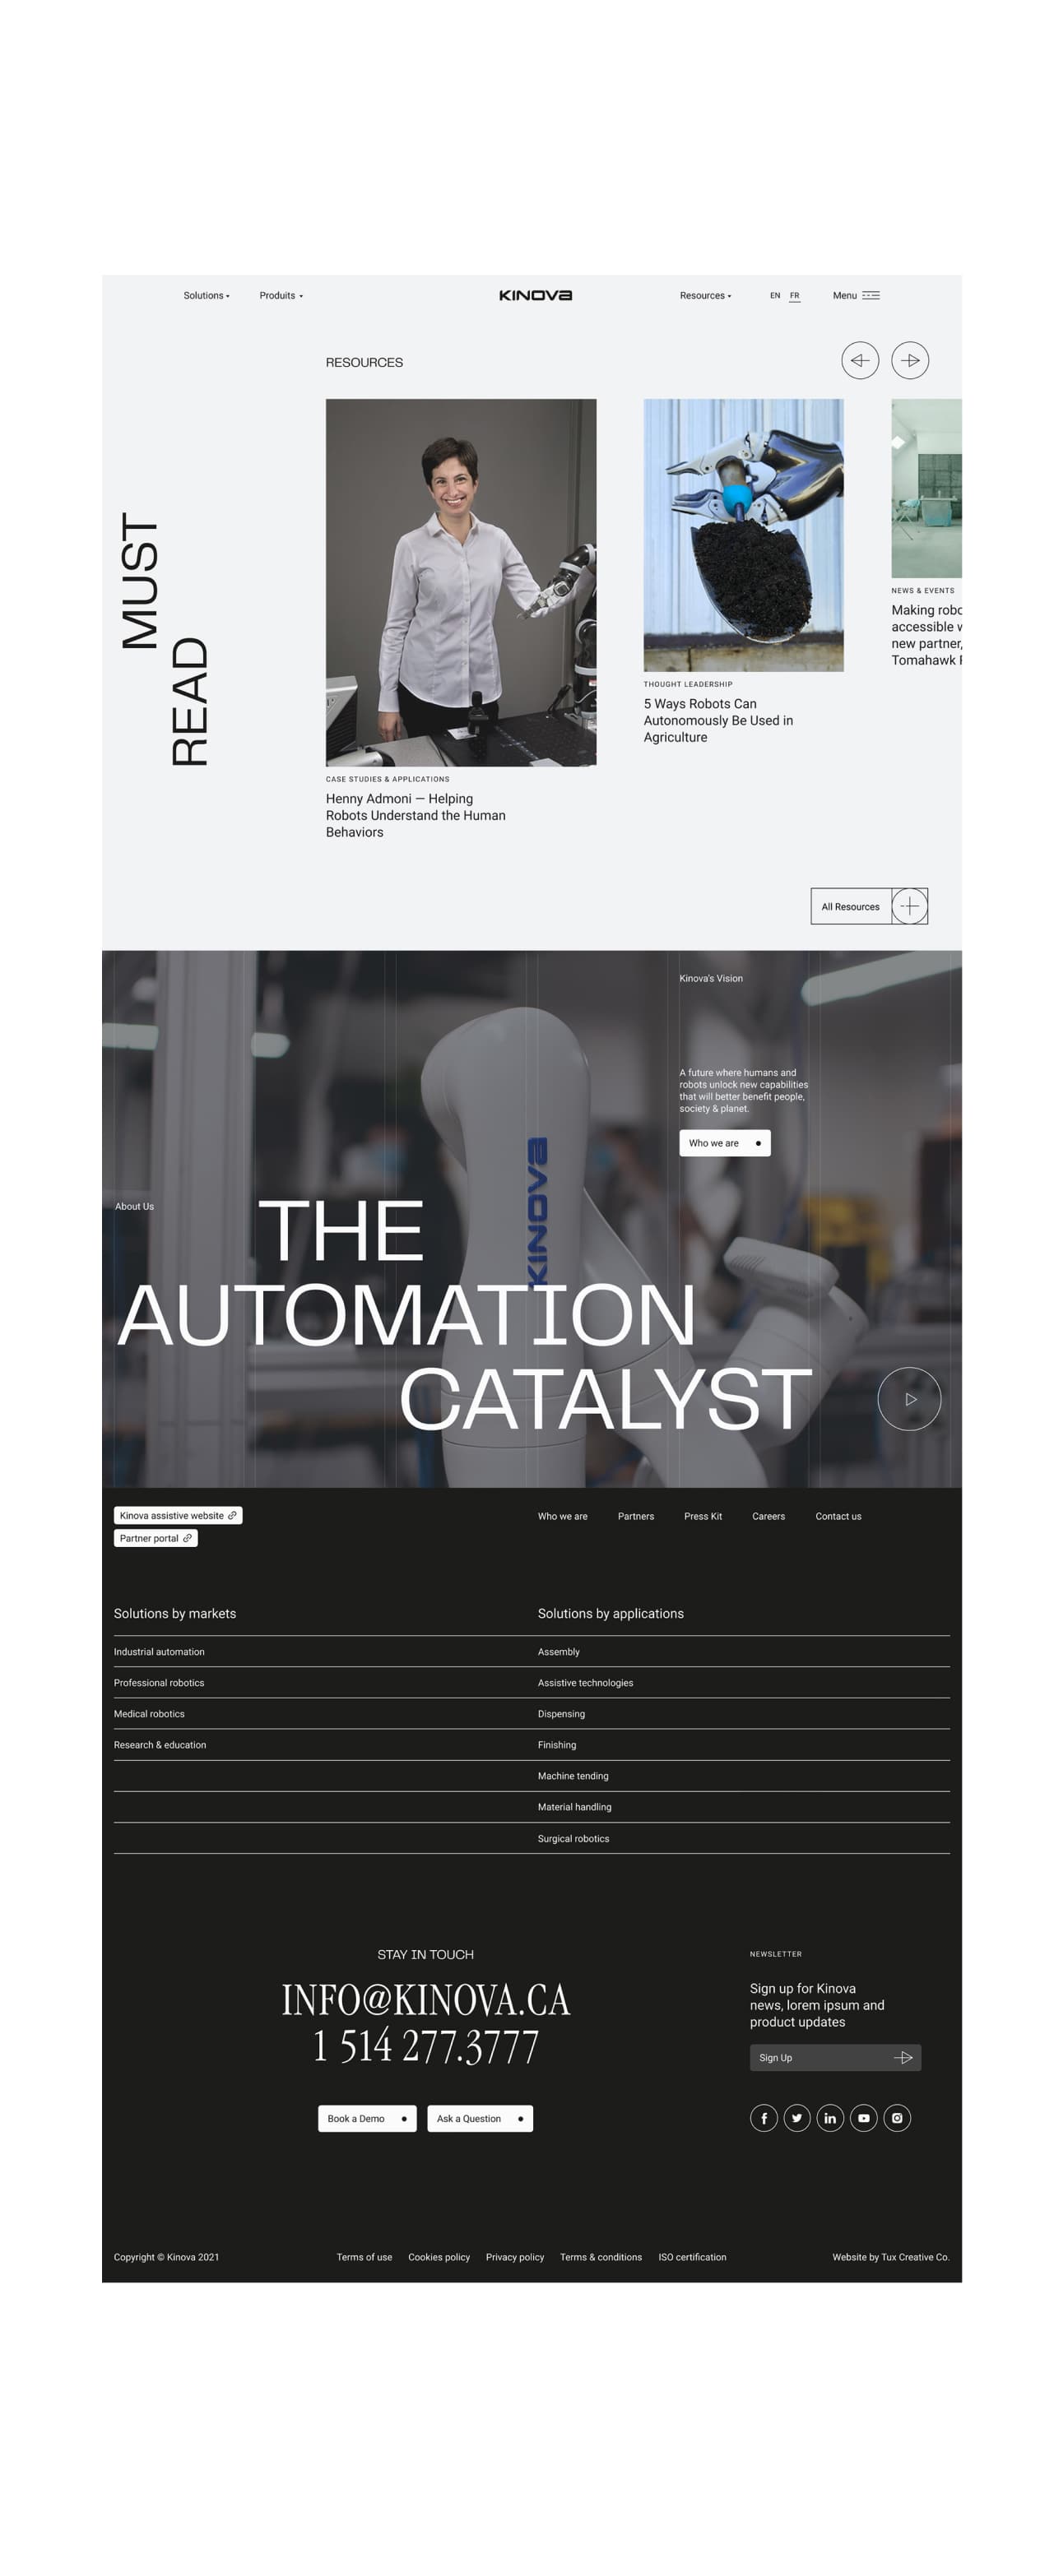 Solutions
Produits
KINOVA
Resources
EN
FR
Menu
MUST
READ
RESOURCES
CASE STUDIES & APPLICATIONS
Henny Admoni — Helping
Robots Understand the Human
Behaviors
THOUGHT LEADERSHIP
5 Ways Robots Can
Autonomously Be Used in
Agriculture
NEWS & EVENTS
Making robo
accessible w
new partner,
Tomahawk
All Resources
Kinova's Vision
A future where humans and
robots unlock new capabilities
that will better benefit people,
society & planet.
Who we are
KINOVA
About Us
THE
AUTOMATION
CATALYST
Kinova assistive website
Partner portal
Who we are
Partners
Press Kit
Careers
Contact us
Solutions by markets
Industrial automation
Professional robotics
Medical robotics
Research & education
Solutions by applications
Assembly
Assistive technologies
Dispensing
Finishing
Machine tending
Material handling
Surgical robotics
STAY IN TOUCH
INFO@KINOVA.CA
1 514 277.3777
Book a Demo
Ask a Question
NEWSLETTER
Sign up for Kinova
news, lorem ipsum and
product updates
Sign Up
Copyright © Kinova 2021
Terms of use
Cookies policy
Privacy policy
Terms & conditions
ISO certification
Website by Tux Creative Co.